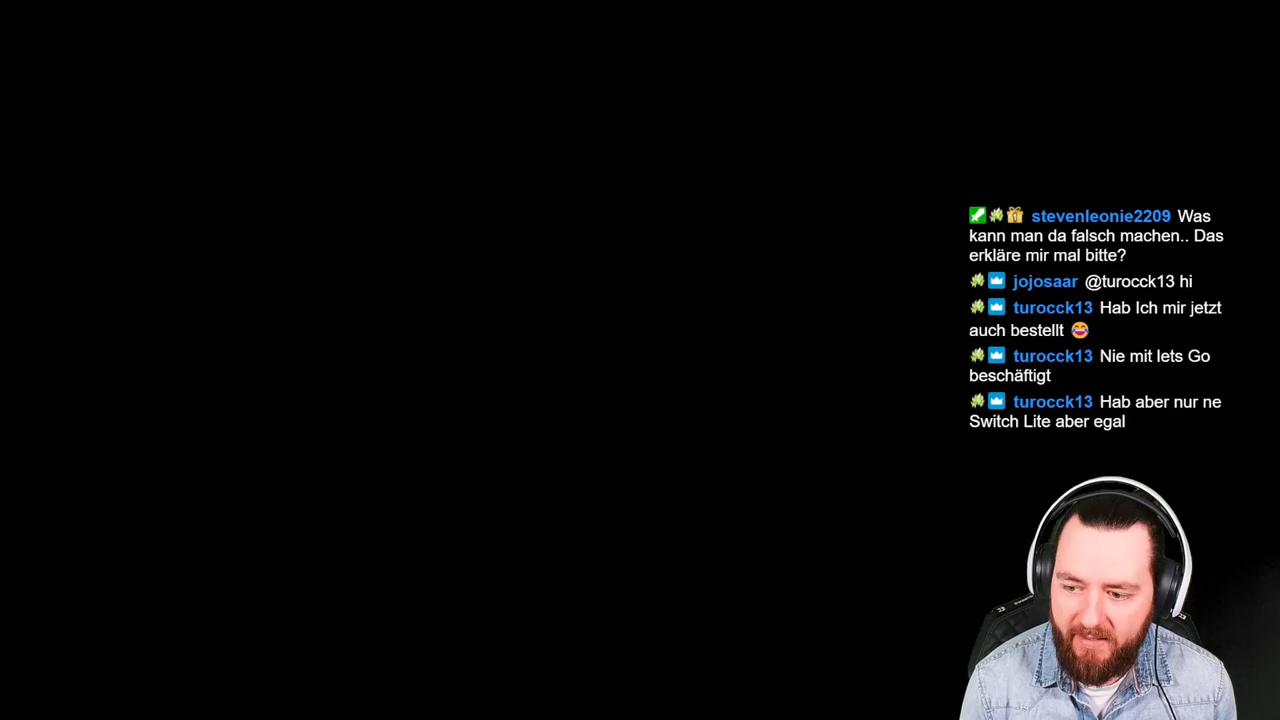 stevenleonie2209 Was
kann man da falsch machen.. Das
erkläre mir mal bitte?
jojosaar @turocck13 hi
turocck13 Hab Ich mir jetzt
auch bestellt 😂
turocck13 Nie mit lets Go
beschäftigt
turocck13 Hab aber nur ne
Switch Lite aber egal